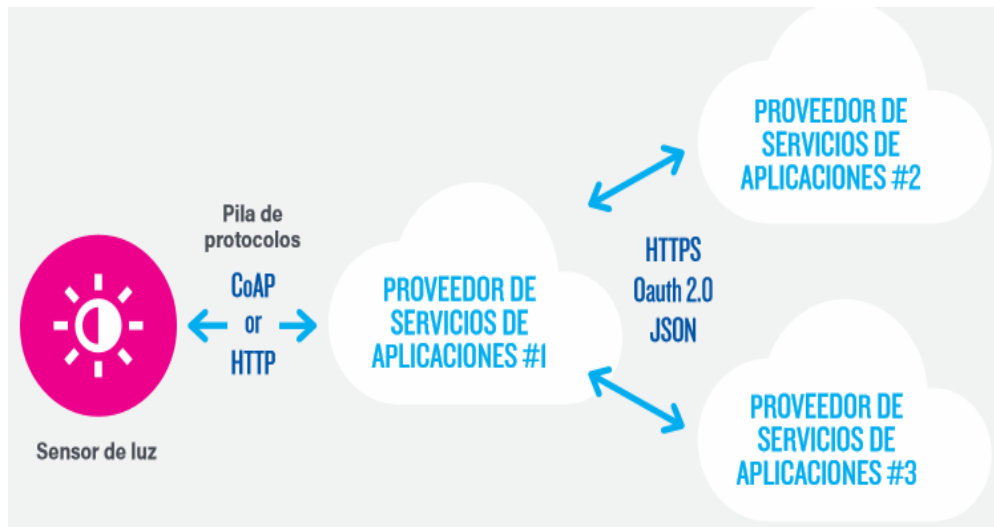 Sensor de luz
Pila de
protocolos
CoAP
or
HTTP
PROVEEDOR DE
SERVICIOS DE
APLICACIONES #1
HTTPS
Oauth 2.0
JSON
PROVEEDOR DE
SERVICIOS DE
APLICACIONES #2
PROVEEDOR DE
SERVICIOS DE
APLICACIONES #3